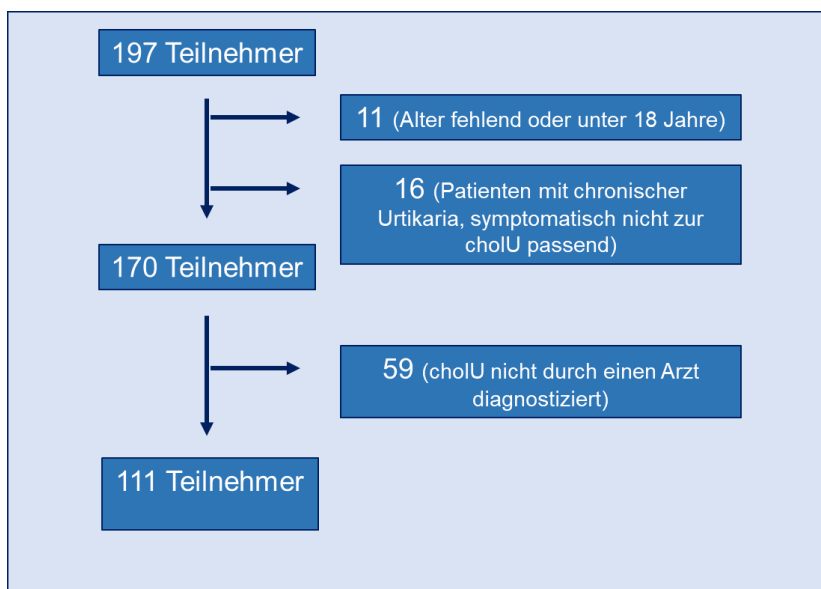 197 Teilnehmer
11 (Alter fehlend oder unter 18 Jahre)
16 (Patienten mit chronischer
Urtikaria, symptomatisch nicht zur
cholU passend)
170 Teilnehmer
59 (cholU nicht durch einen Arzt
diagnostiziert)
111 Teilnehmer